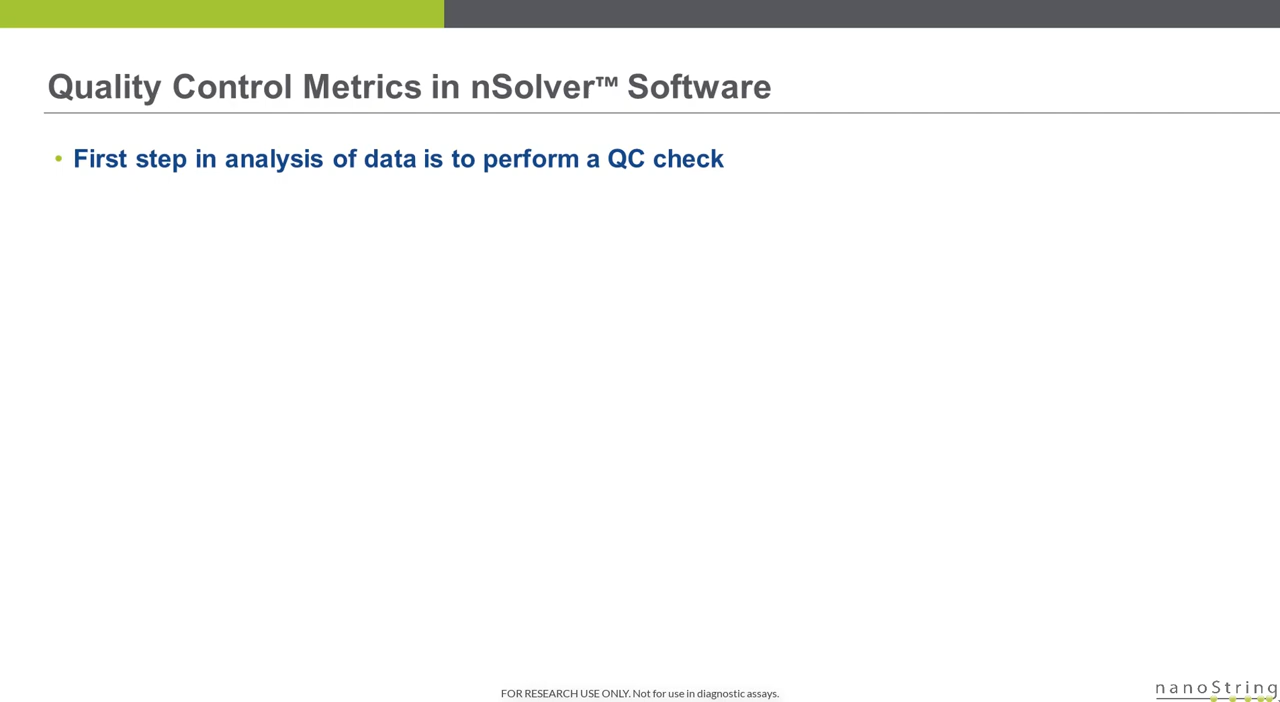 Quality Control Metrics in nSolver™ Software
• First step in analysis of data is to perform a QC check
FOR RESEARCH USE ONLY. Not for use in diagnostic assays.
nanoString